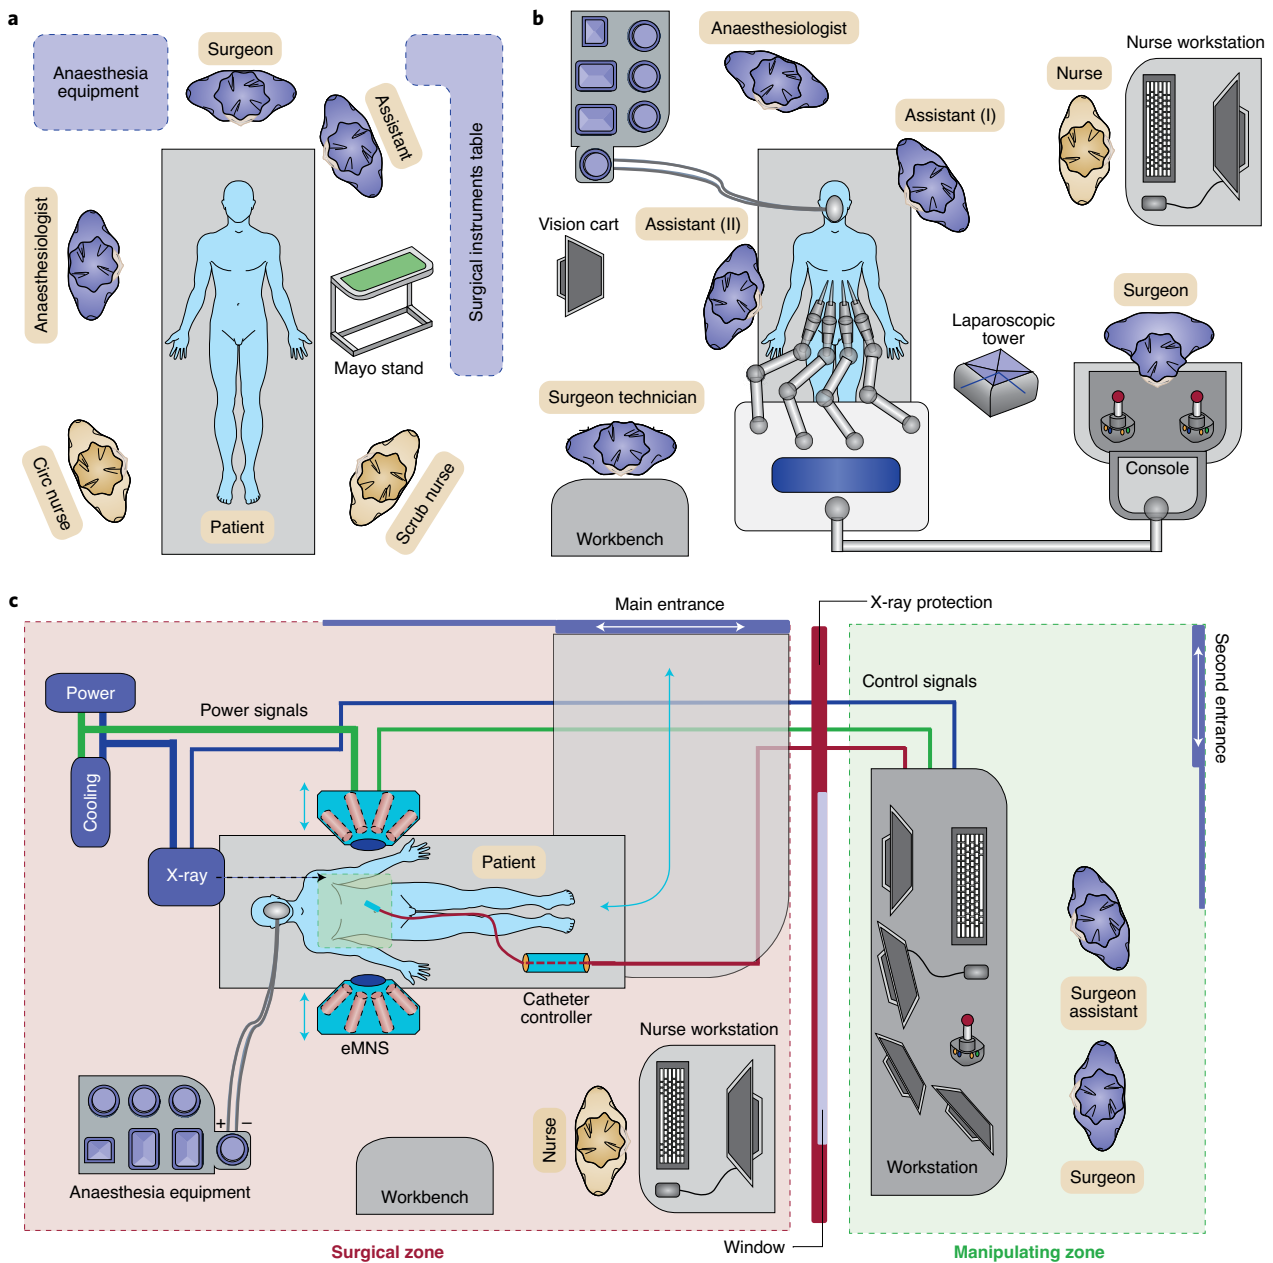 a
Anaesthesia
equipment
Surgeon
Assistant
Surgical instruments table
Anaesthesiologist
Mayo stand
Circ nurse
Patient
Scrub nurse
b
Anaesthesiologist
Nurse workstation
Nurse
Assistant (I)
Assistant (II)
Vision cart
Surgeon
Laparoscopic
tower
Surgeon technician
Console
Workbench
c
Main entrance
X-ray protection
Second entrance
Power
Power signals
Control signals
Cooling
X-ray
Patient
Catheter
controller
eMNS
Nurse workstation
Surgeon
assistant
+
−
Nurse
Anaesthesia equipment
Workbench
Workstation
Surgeon
Window
Surgical zone
Manipulating zone